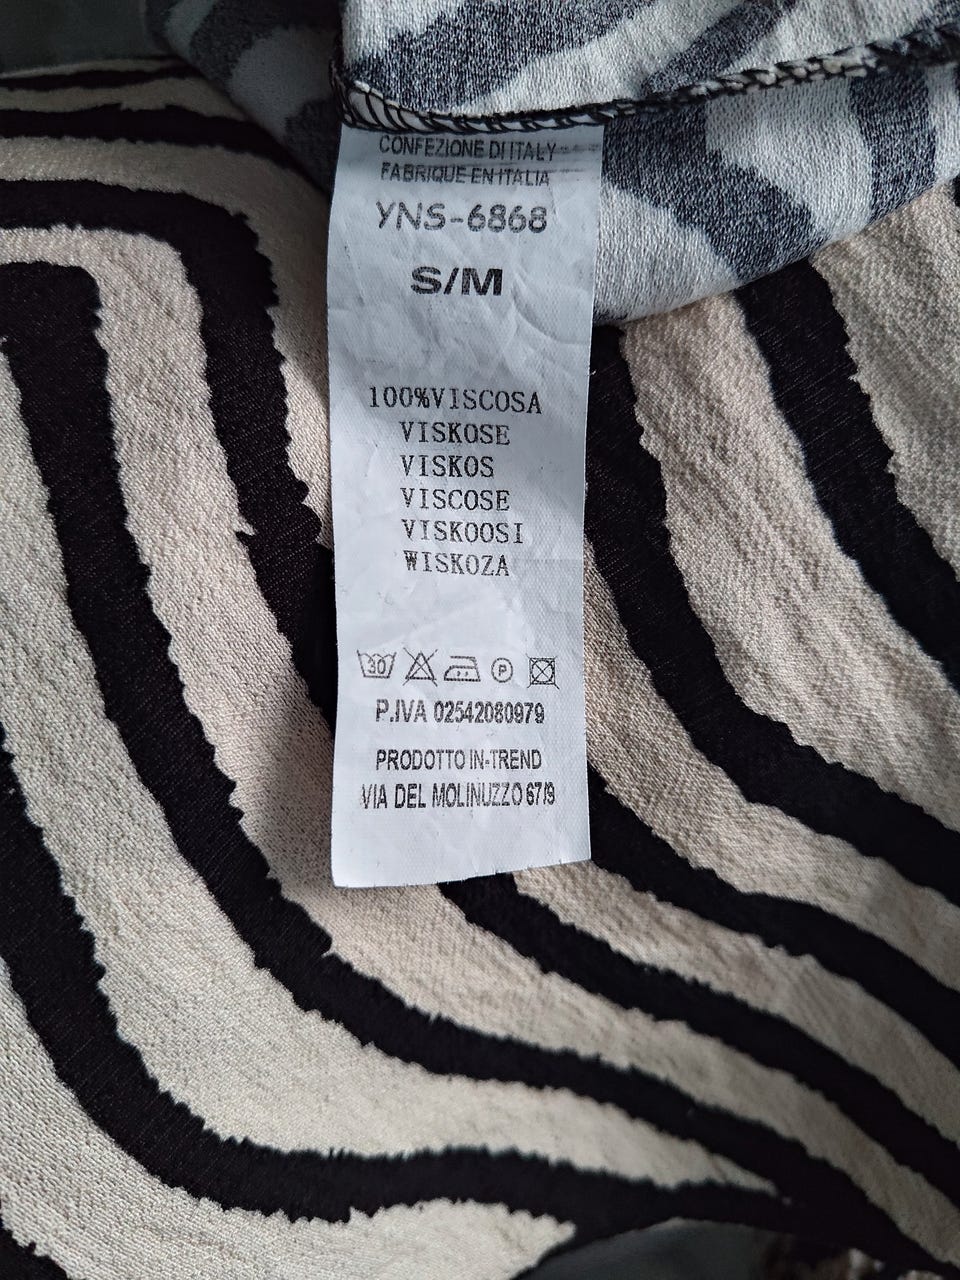 CONFEZIONE DI ITALY
FABRIQUE EN ITALIA
YNS-6868
S/M
100%VISCOSA
VISKOSE
VISKOS
VISCOSE
VISKOOSI
WISKOZA
30 P
P.IVA 02542080979
PRODOTTO IN-TREND
VIA DEL MOLINUZZO 67/9